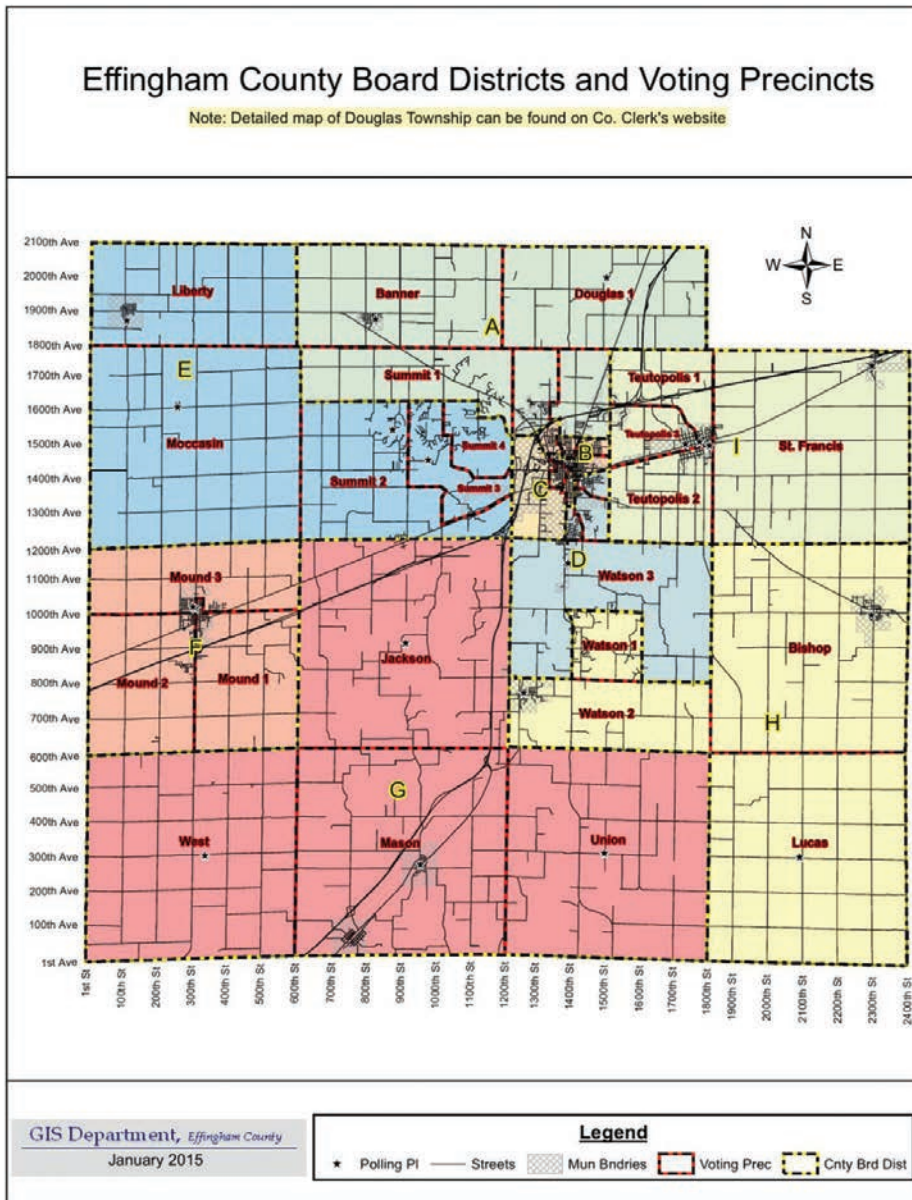 Effingham County Board Districts and Voting Precincts
Note: Detailed map of Douglas Township can be found on Co. Clerk's website
N
W E
S
2100th Ave
2000th Ave
1900th Ave
1800th Ave
1700th Ave
1600th Ave
1500th Ave
1400th Ave
1300th Ave
1200th Ave
1100th Ave
1000th Ave
900th Ave
800th Ave
700th Ave
600th Ave
500th Ave
400th Ave
300th Ave
200th Ave
100th Ave
1st Ave
Liberty
Banner
Douglas 1
A
E
Summit 1
Teutopolis 1
Moccasin
Summit 4
B
Teutopolis 3
I
St. Francis
Summit 2
Summit 3
C
Teutopolis 2
Mound 3
D
Watson 3
F
Jackson
Watson 1
Bishop
Mound 2
Mound 1
Watson 2
H
G
West
Mason
Union
Lucas
1st St
100th St
200th St
300th St
400th St
500th St
600th St
700th St
800th St
900th St
1000th St
1100th St
1200th St
1300th St
1400th St
1500th St
1600th St
1700th St
1800th St
1900th St
2000th St
2100th St
2200th St
2300th St
2400th St
GIS Department, Effingham County
January 2015
Legend
Polling Pl Streets Mun Bndries Voting Prec Cnty Brd Dist